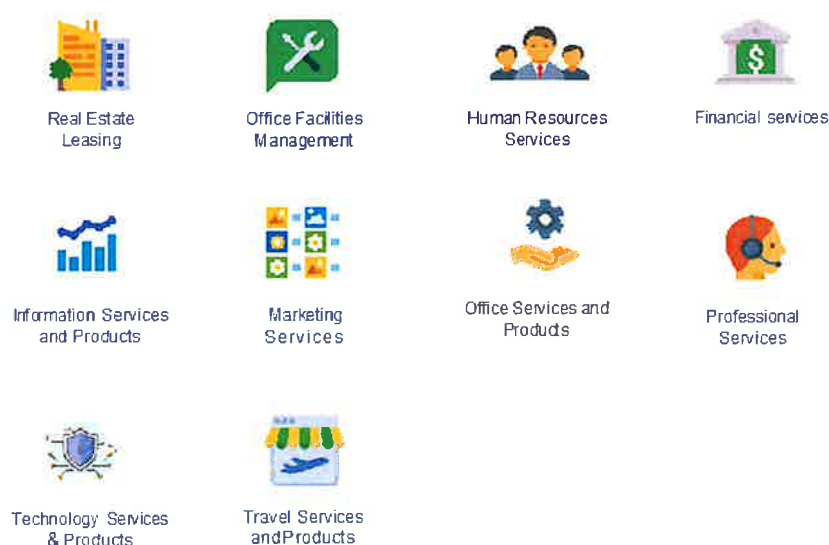 Real Estate
Leasing
Office Facilities
Management
Human Resources
Services
Financial services
Information Services
and Products
Marketing
Services
Office Services and
Products
Professional
Services
Technology Services
& Products
Travel Services
and Products